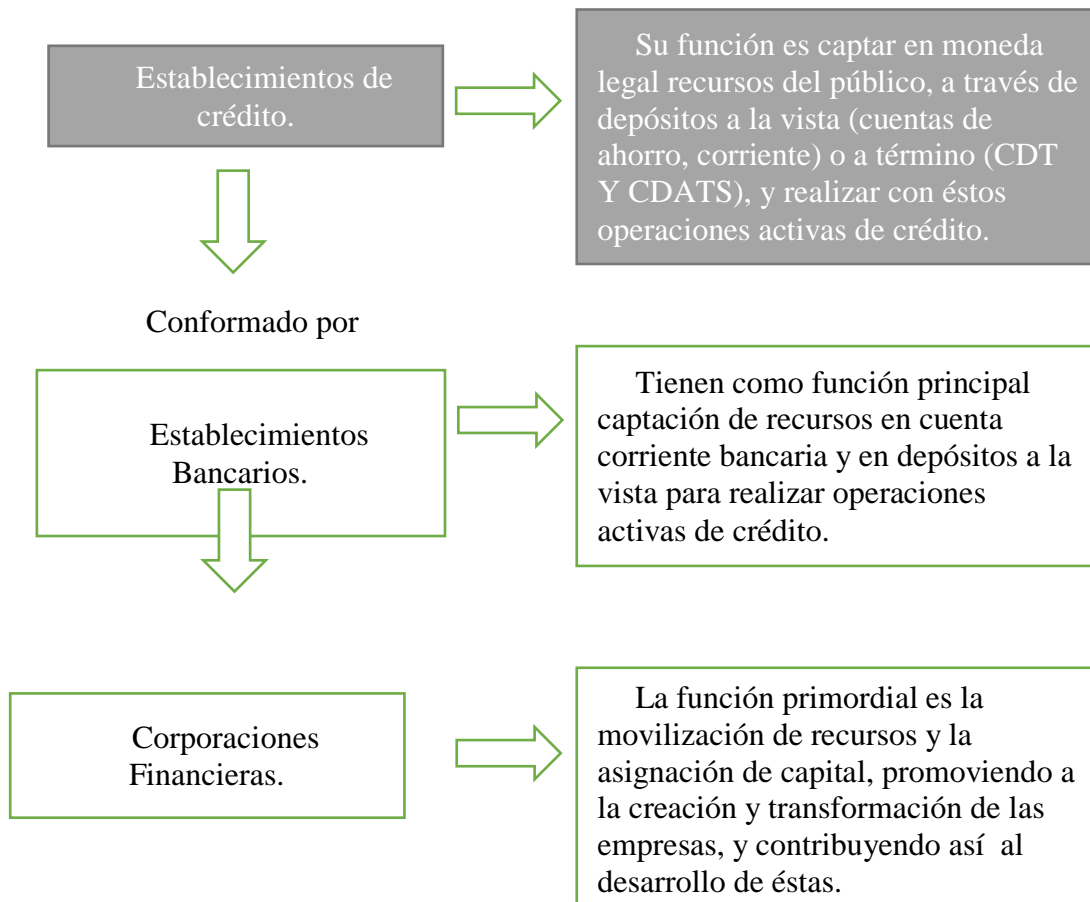 Establecimientos de
crédito.
Su función es captar en moneda
legal recursos del público, a través de
depósitos a la vista (cuentas de
ahorro, corriente) o a término (CDT
Y CDATS), y realizar con éstos
operaciones activas de crédito.
Conformado por
Establecimientos
Bancarios.
Tienen como función principal
captación de recursos en cuenta
corriente bancaria y en depósitos a la
vista para realizar operaciones
activas de crédito.
Corporaciones
Financieras.
La función primordial es la
movilización de recursos y la
asignación de capital, promoviendo a
la creación y transformación de las
empresas, y contribuyendo así al
desarrollo de éstas.